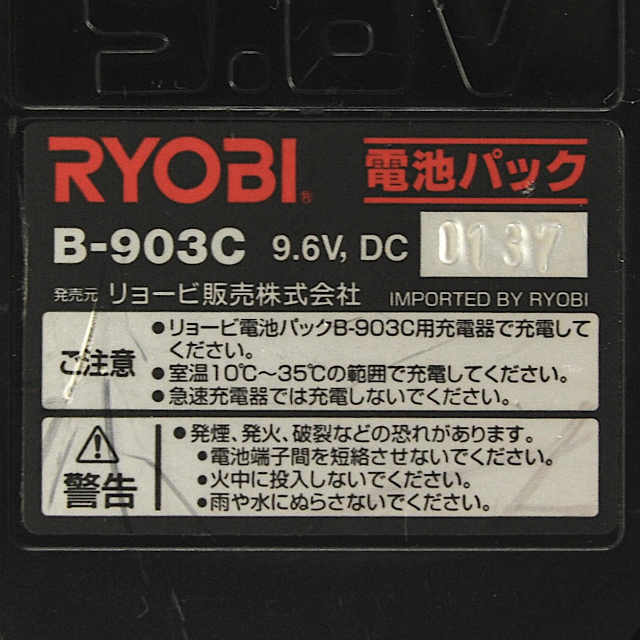 9.6V
RYOBI® 電池パック
B-903C 9.6V, DC 0137
発売元 リョービ販売株式会社 IMPORTED BY RYOBI
ご注意
●リョービ電池パックB-903C用充電器で充電して
ください。
●室温10℃〜35℃の範囲で充電してください。
●急速充電器では充電しないでください。
警告
●発煙、発火、破裂などの恐れがあります。
●電池端子間を短絡させないでください。
●火中に投入しないでください。
●雨や水にぬらさないでください。